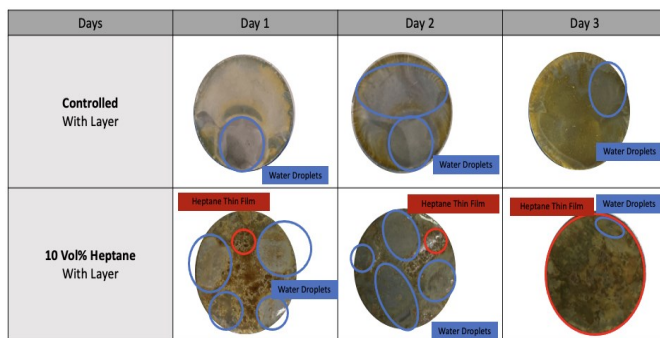 Days
Day 1
Day 2
Day 3
Controlled
With Layer
Water Droplets
Water Droplets
Water Droplets
10 Vol% Heptane
With Layer
Heptane Thin Film
Water Droplets
Heptane Thin Film
Water Droplets
Heptane Thin Film
Water Droplets